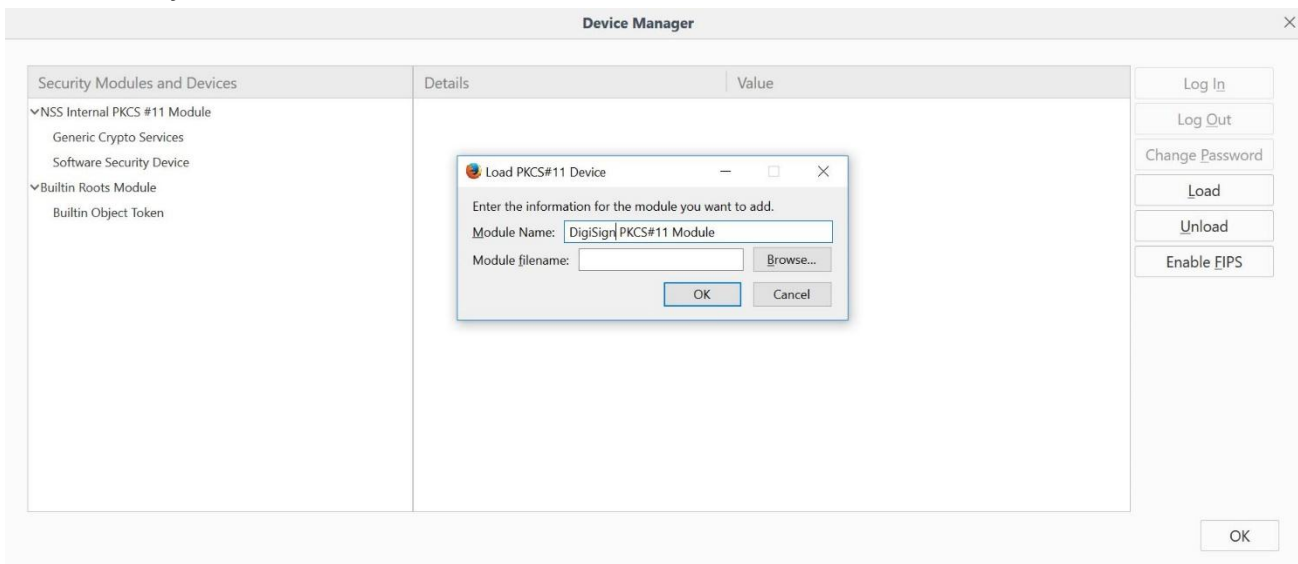 Device Manager
Security Modules and Devices
NSS Internal PKCS #11 Module
Generic Crypto Services
Software Security Device
Builtin Roots Module
Builtin Object Token
Details Value
Load PKCS#11 Device
Enter the information for the module you want to add.
Module Name: DigiSign PKCS#11 Module
Module filename: Browse...
OK Cancel
Log In
Log Out
Change Password
Load
Unload
Enable FIPS
OK